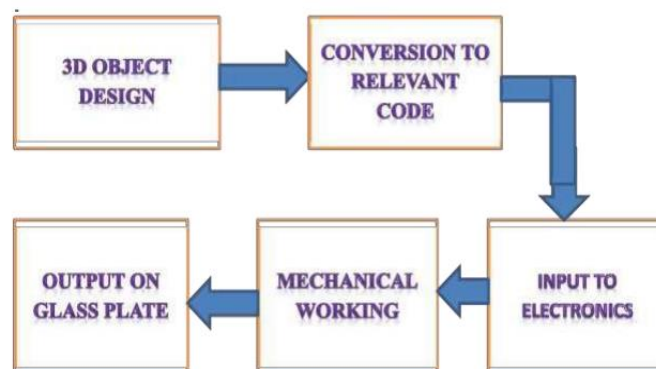 3D OBJECT
DESIGN
CONVERSION TO
RELEVANT
CODE
INPUT TO
ELECTRONICS
MECHANICAL
WORKING
OUTPUT ON
GLASS PLATE